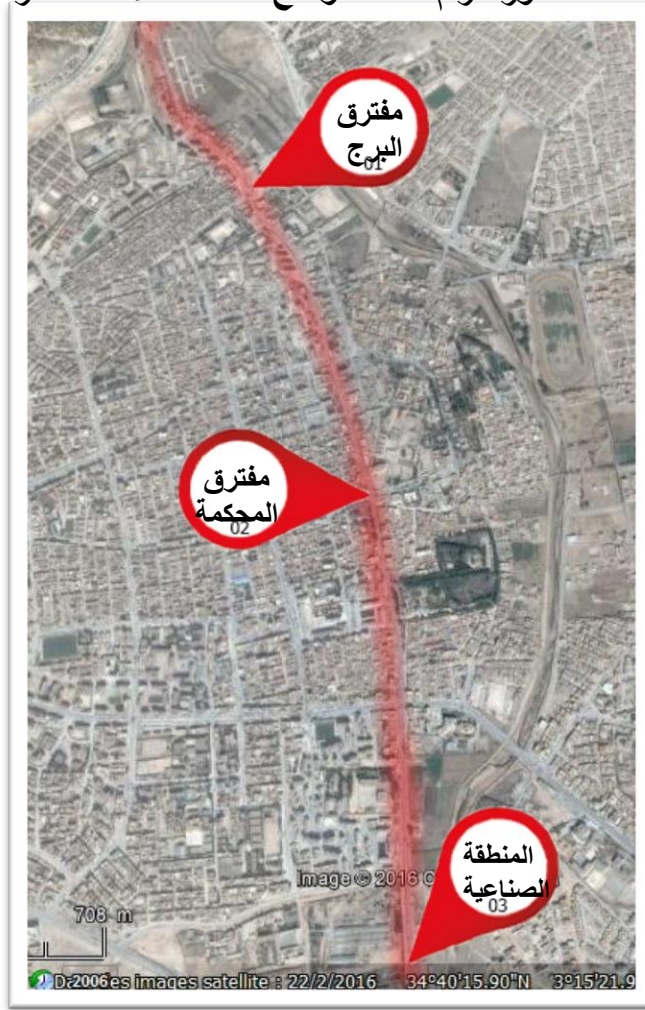 مفترق
البرج
01
مفترق
المحكمة
02
المنطقة
الصناعية
03
Image © 2016
708 m
2006
es images satellite : 22/2/2016 34°40'15.90"N 3°15'21.9